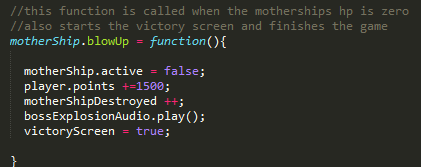 //this function is called when the motherships hp is zero
//also starts the victory screen and finishes the game
motherShip.blowUp = function(){
motherShip.active = false;
player.points +=1500;
motherShipDestroyed ++;
bossExplosionAudio.play();
victoryScreen = true;
}